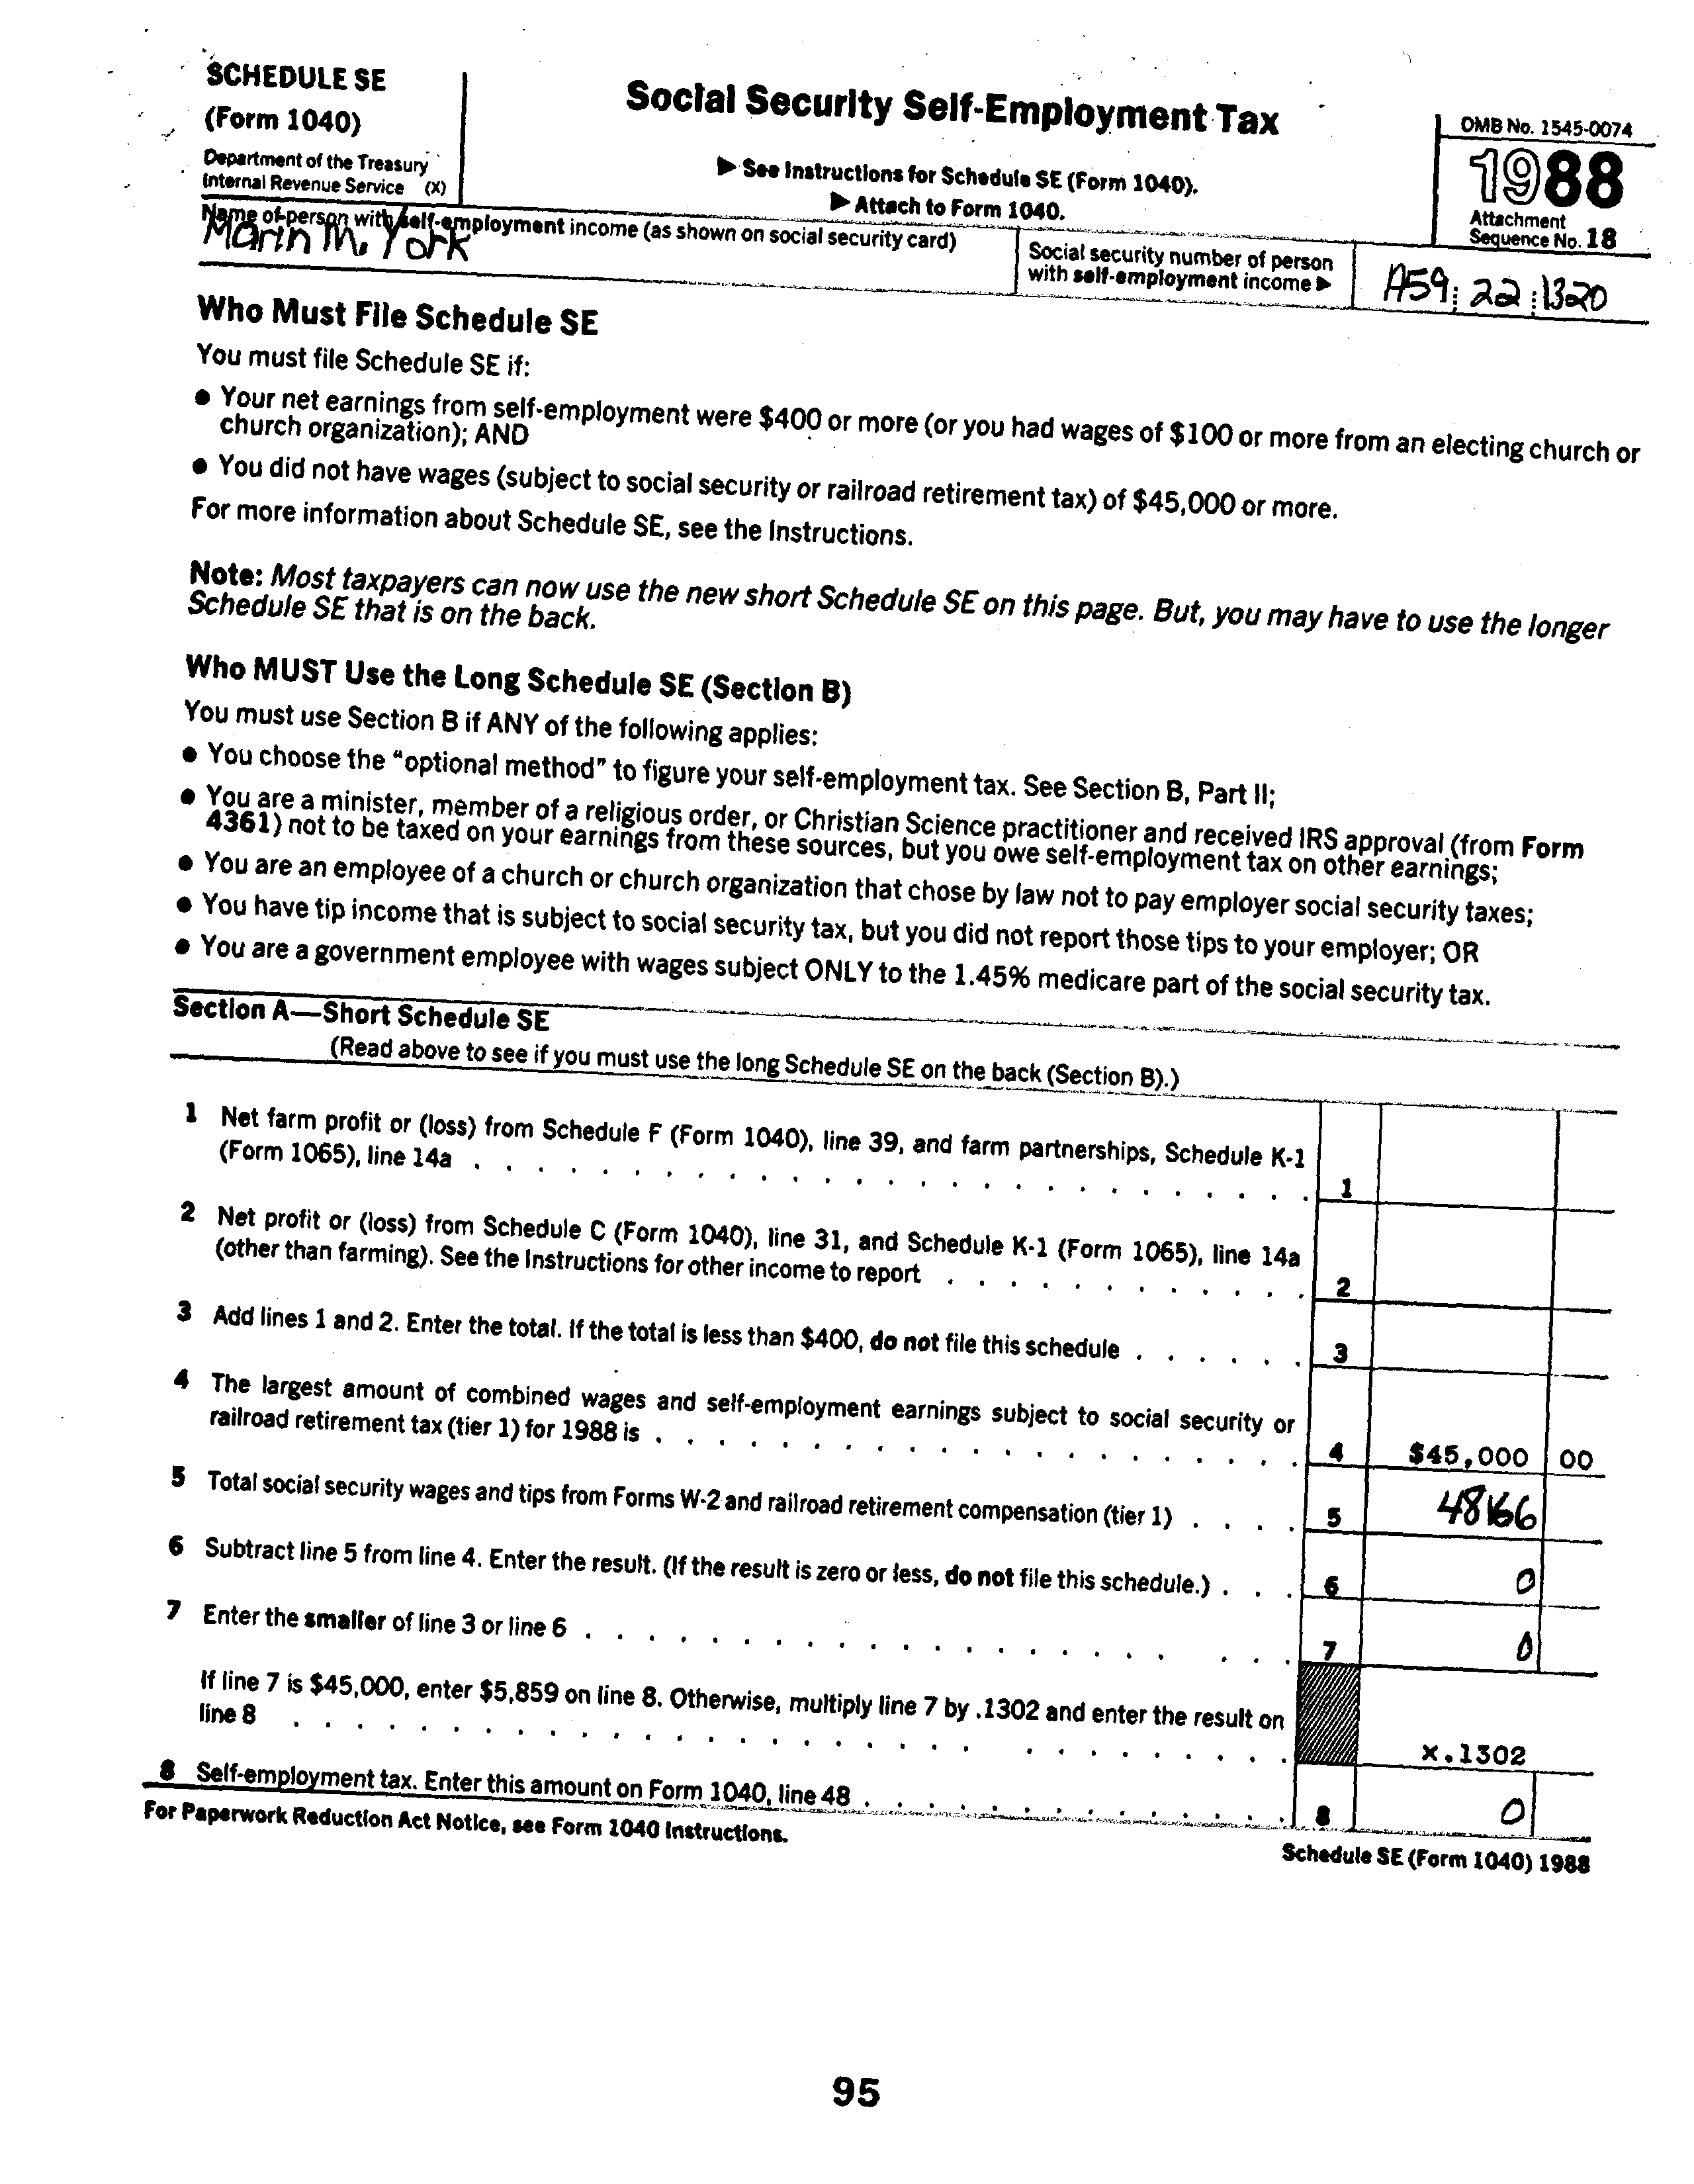 SCHEDULE SE
(Form 1040)
Department of the Treasury
Internal Revenue Service (X)
Social Security Self-Employment Tax
▶ See Instructions for Schedule SE (Form 1040).
▶ Attach to Form 1040.
OMB No. 1545-0074
1988
Attachment
Sequence No. 18
Name of person with self-employment income (as shown on social security card)
Marin M. York
Social security number of person
with self-employment income ▶
A59 22 1320
Who Must File Schedule SE
You must file Schedule SE if:
● Your net earnings from self-employment were $400 or more (or you had wages of $100 or more from an electing church or
church organization); AND
● You did not have wages (subject to social security or railroad retirement tax) of $45,000 or more.
For more information about Schedule SE, see the Instructions.
Note: Most taxpayers can now use the new short Schedule SE on this page. But, you may have to use the longer
Schedule SE that is on the back.
Who MUST Use the Long Schedule SE (Section B)
You must use Section B if ANY of the following applies:
● You choose the “optional method” to figure your self-employment tax. See Section B, Part II;
● You are a minister, member of a religious order, or Christian Science practitioner and received IRS approval (from Form
4361) not to be taxed on your earnings from these sources, but you owe self-employment tax on other earnings;
● You are an employee of a church or church organization that chose by law not to pay employer social security taxes;
● You have tip income that is subject to social security tax, but you did not report those tips to your employer; OR
● You are a government employee with wages subject ONLY to the 1.45% medicare part of the social security tax.
Section A—Short Schedule SE
(Read above to see if you must use the long Schedule SE on the back (Section B).)
1 Net farm profit or (loss) from Schedule F (Form 1040), line 39, and farm partnerships, Schedule K-1
(Form 1065), line 14a . . . 1
2 Net profit or (loss) from Schedule C (Form 1040), line 31, and Schedule K-1 (Form 1065), line 14a
(other than farming). See the Instructions for other income to report . . . 2
3 Add lines 1 and 2. Enter the total. If the total is less than $400, do not file this schedule . . . 3
4 The largest amount of combined wages and self-employment earnings subject to social security or
railroad retirement tax (tier 1) for 1988 is . . . 4 $45,000 00
5 Total social security wages and tips from Forms W-2 and railroad retirement compensation (tier 1) . . . 5
6 Subtract line 5 from line 4. Enter the result. (If the result is zero or less, do not file this schedule.) . . . 6 0
7 Enter the smaller of line 3 or line 6 . . . 7 0
If line 7 is $45,000, enter $5,859 on line 8. Otherwise, multiply line 7 by .1302 and enter the result on
line 8 . . . x.1302
8 Self-employment tax. Enter this amount on Form 1040, line 48 . . . 8 0
For Paperwork Reduction Act Notice, see Form 1040 Instructions.
Schedule SE (Form 1040) 1988
95